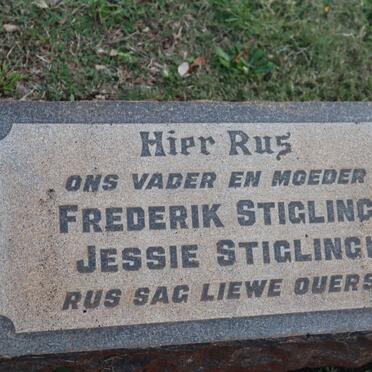 Hier Rus
ONS VADER EN MOEDER
FREDERIK STIGLING
JESSIE STIGLING
RUS SAG LIEWE OUERS